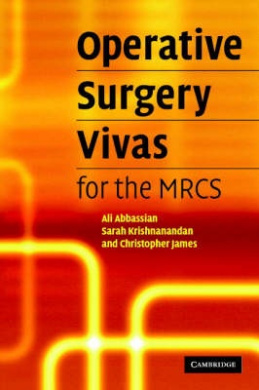 Operative
Surgery
Vivas
for the MRCS
Ali Abbassian
Sarah Krishnanandan
and Christopher James
CAMBRIDGE